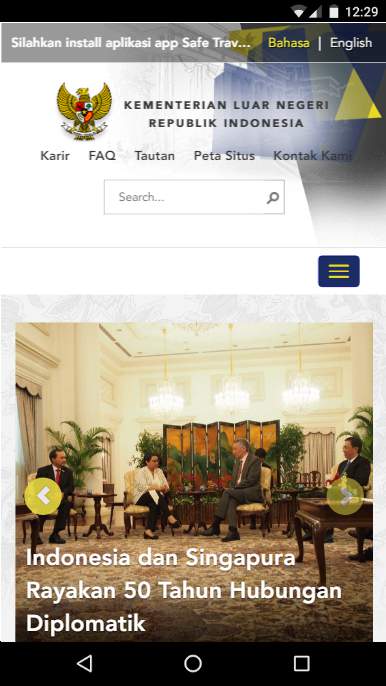 12:29
Silahkan install aplikasi app Safe Trav...
Bahasa | English
KEMENTERIAN LUAR NEGERI
REPUBLIK INDONESIA
Karir FAQ Tautan Peta Situs Kontak Kami
Search...
Indonesia dan Singapura
Rayakan 50 Tahun Hubungan
Diplomatik